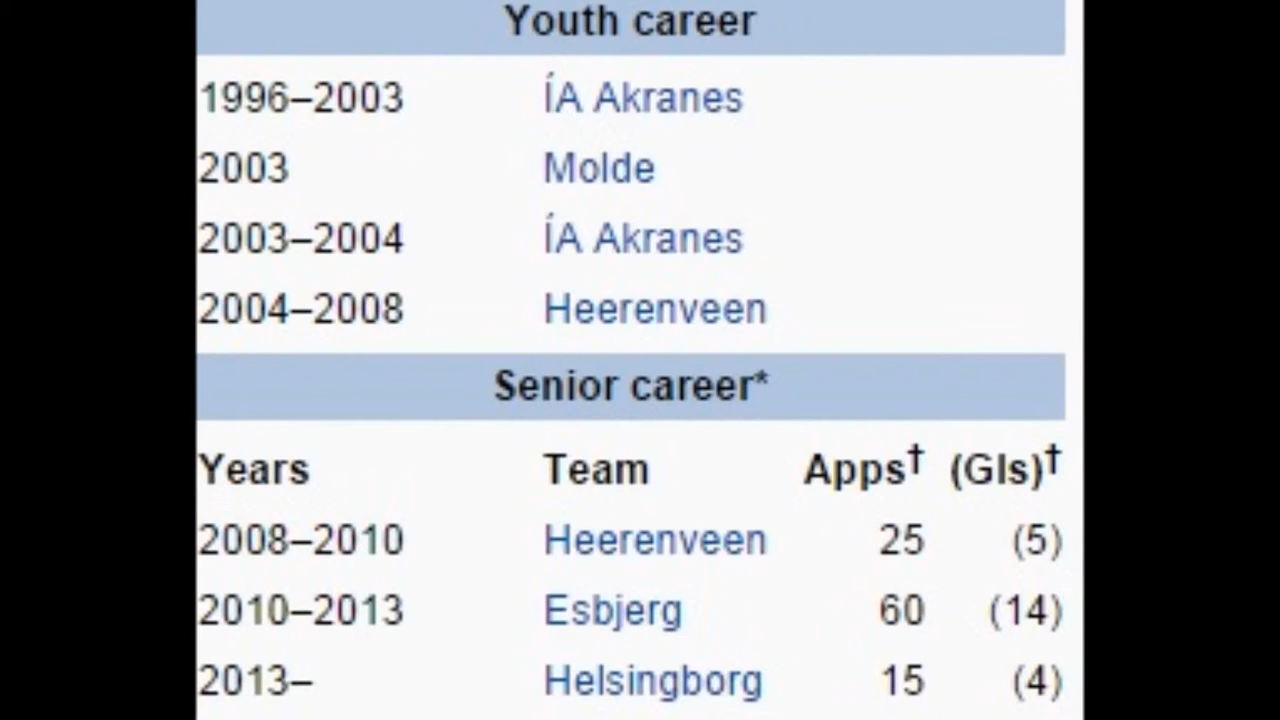 Youth career
1996–2003 ÍA Akranes
2003 Molde
2003–2004 ÍA Akranes
2004–2008 Heerenveen
Senior career*
Years Team Apps† (Gls)†
2008–2010 Heerenveen 25 (5)
2010–2013 Esbjerg 60 (14)
2013– Helsingborg 15 (4)